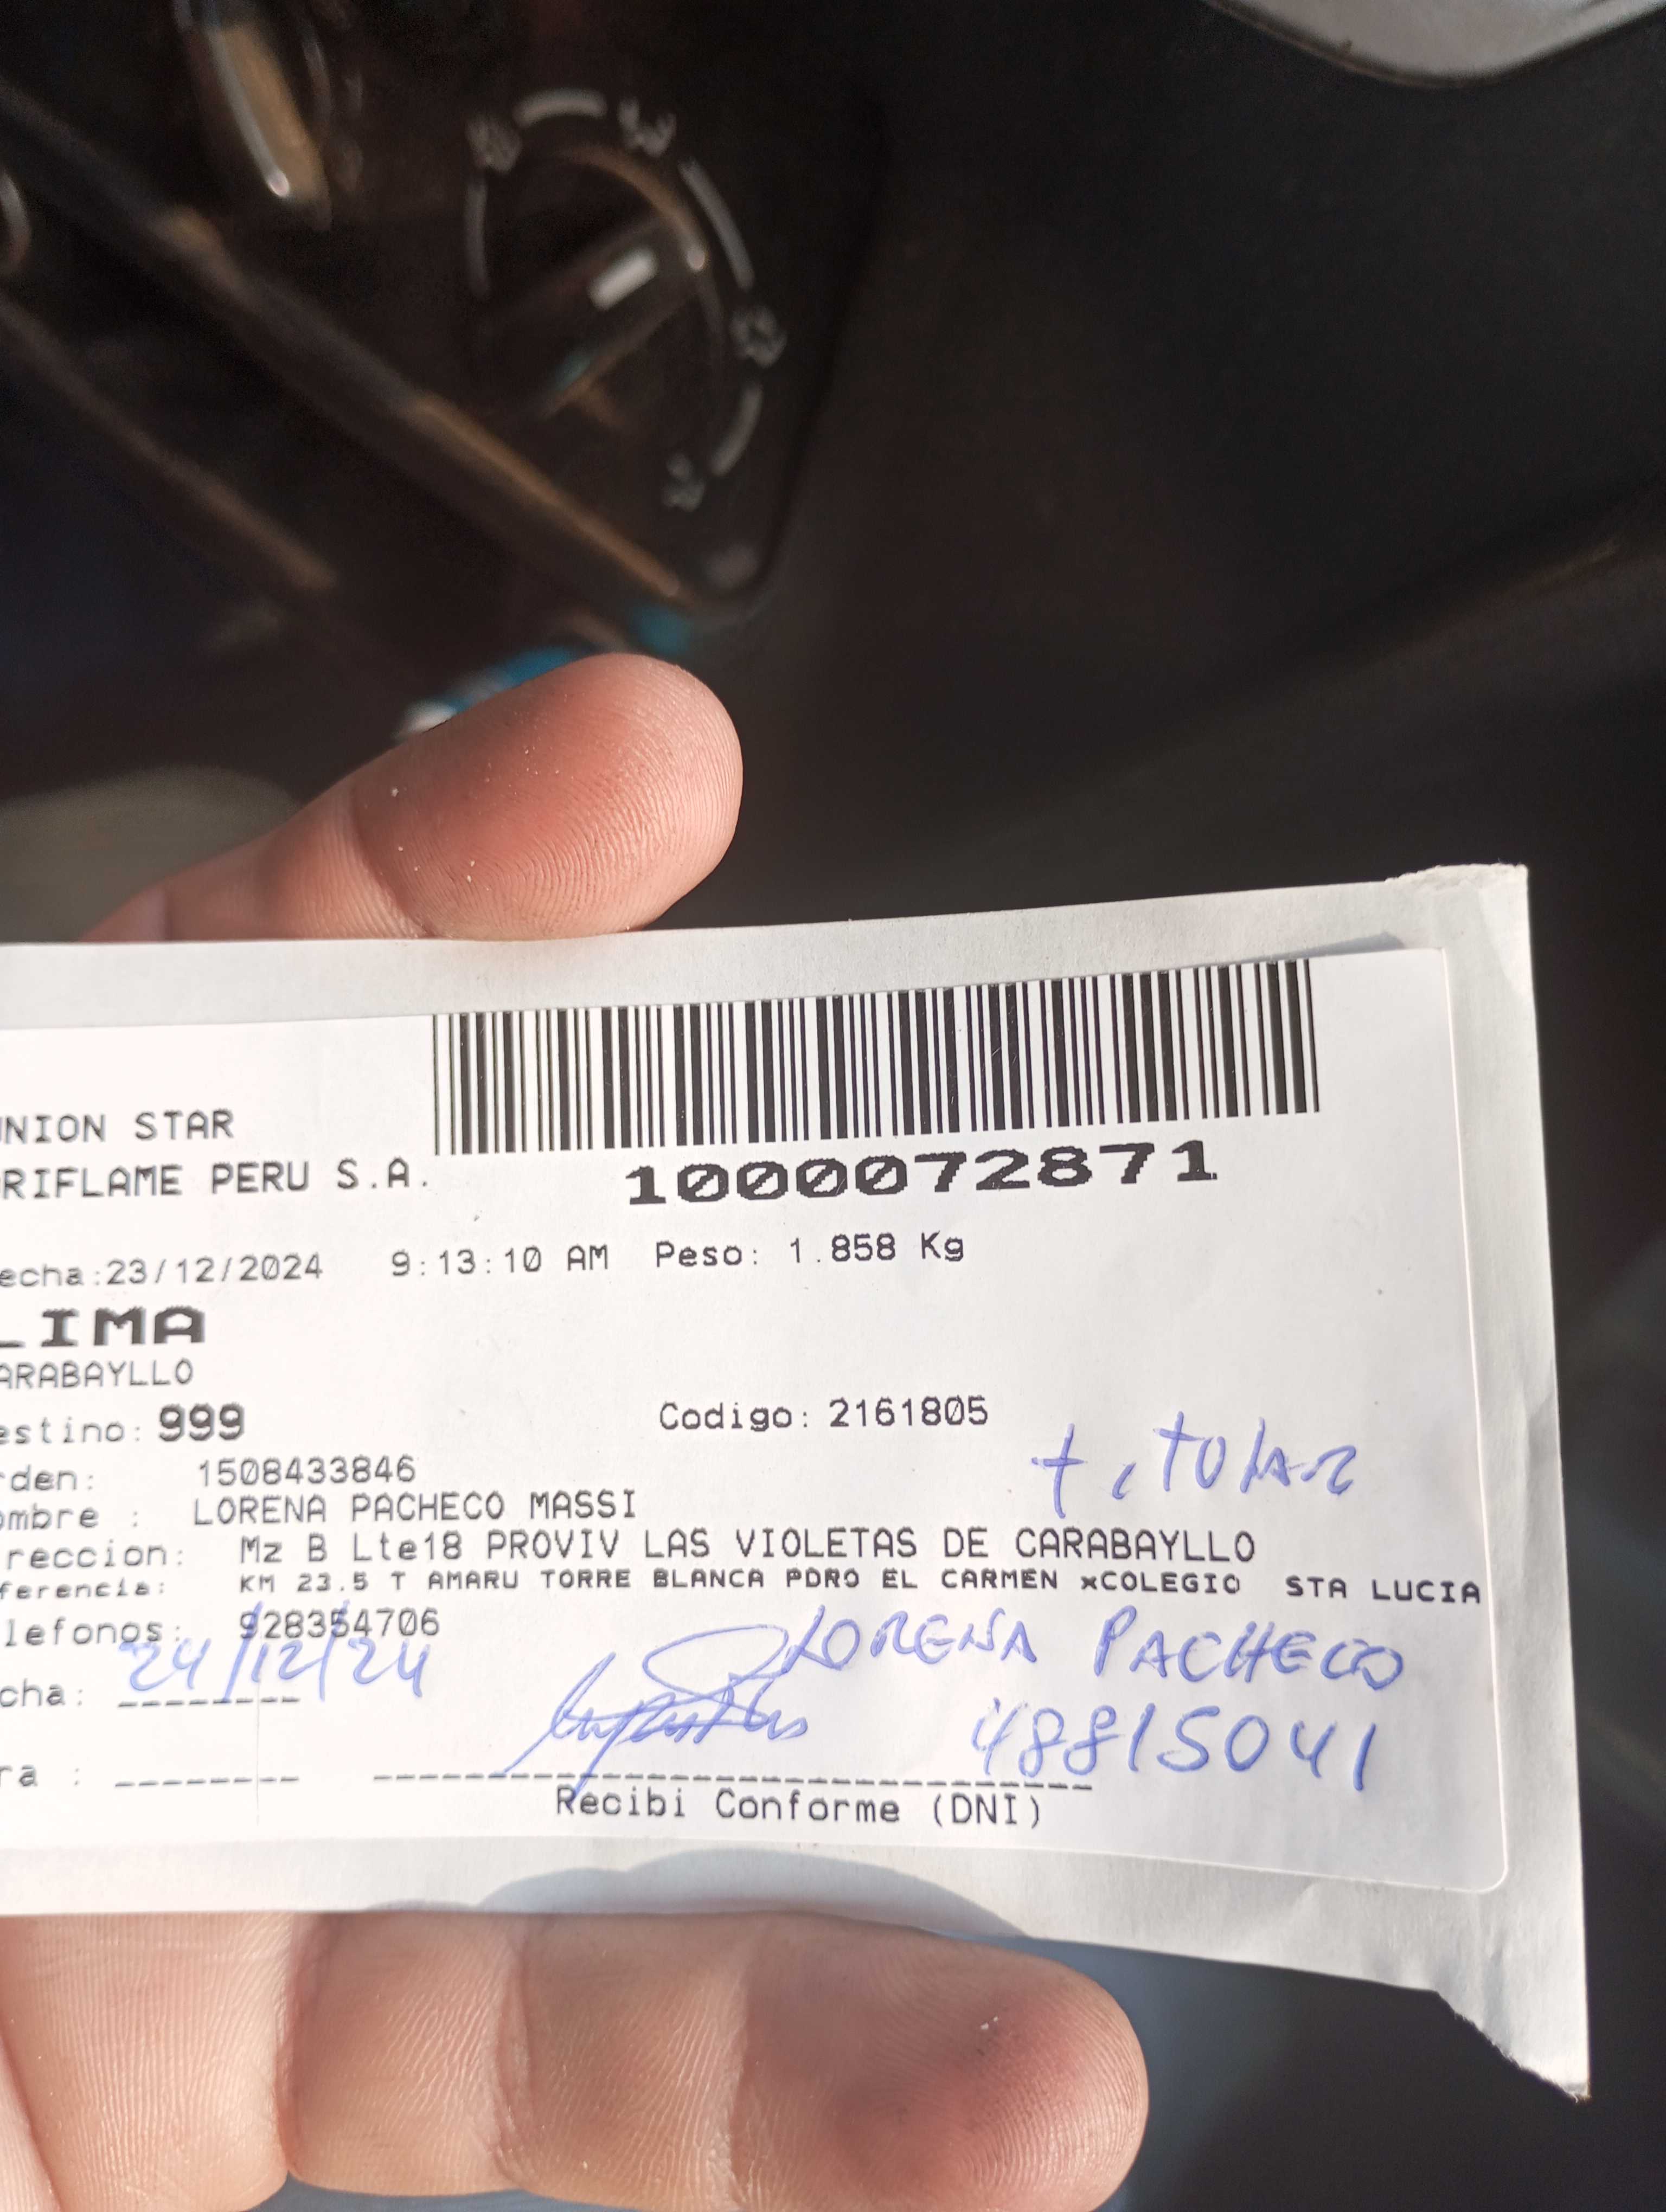 UNION STAR
RIFLAME PERU S.A.
1000072871
echa:23/12/2024 9:13:10 AM Peso: 1.858 Kg
LIMA
ARABAYLLO
estino: 999 Codigo: 2161805
titular
rden: 1508433846
ombre : LORENA PACHECO MASSI
reccion: Mz B Lte18 PROVIV LAS VIOLETAS DE CARABAYLLO
ferencia: KM 23.5 T AMARU TORRE BLANCA PDRO EL CARMEN xCOLEGIO STA LUCIA
lefonos: 928354706
LORENA PACHECO
cha: 24/12/24
48815041
ra : --------
Recibi Conforme (DNI)